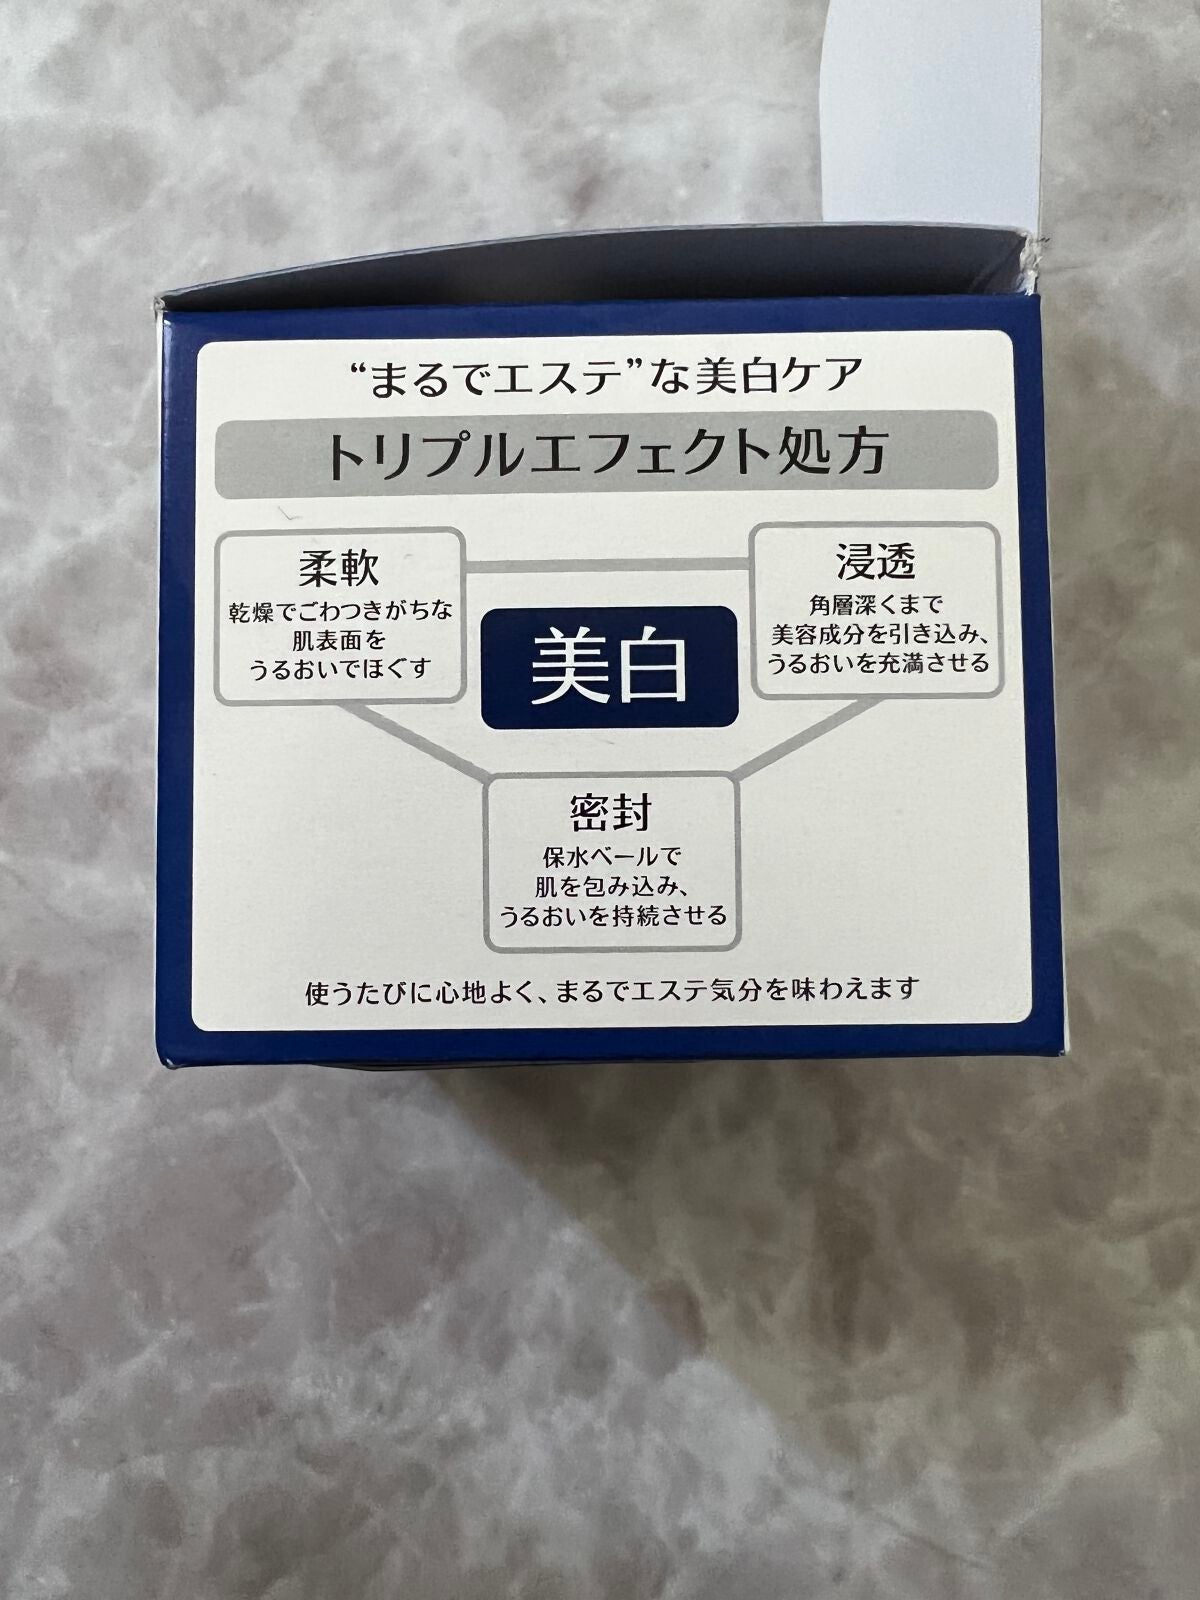 “まるでエステ”な美白ケア
トリプルエフェクト処方
柔軟
乾燥でごわつきがちな
肌表面を
うるおいでほぐす
浸透
角層深くまで
美容成分を引き込み、
うるおいを充満させる
美白
密封
保水ベールで
肌を包み込み、
うるおいを持続させる
使うたびに心地よく、まるでエステ気分を味わえます